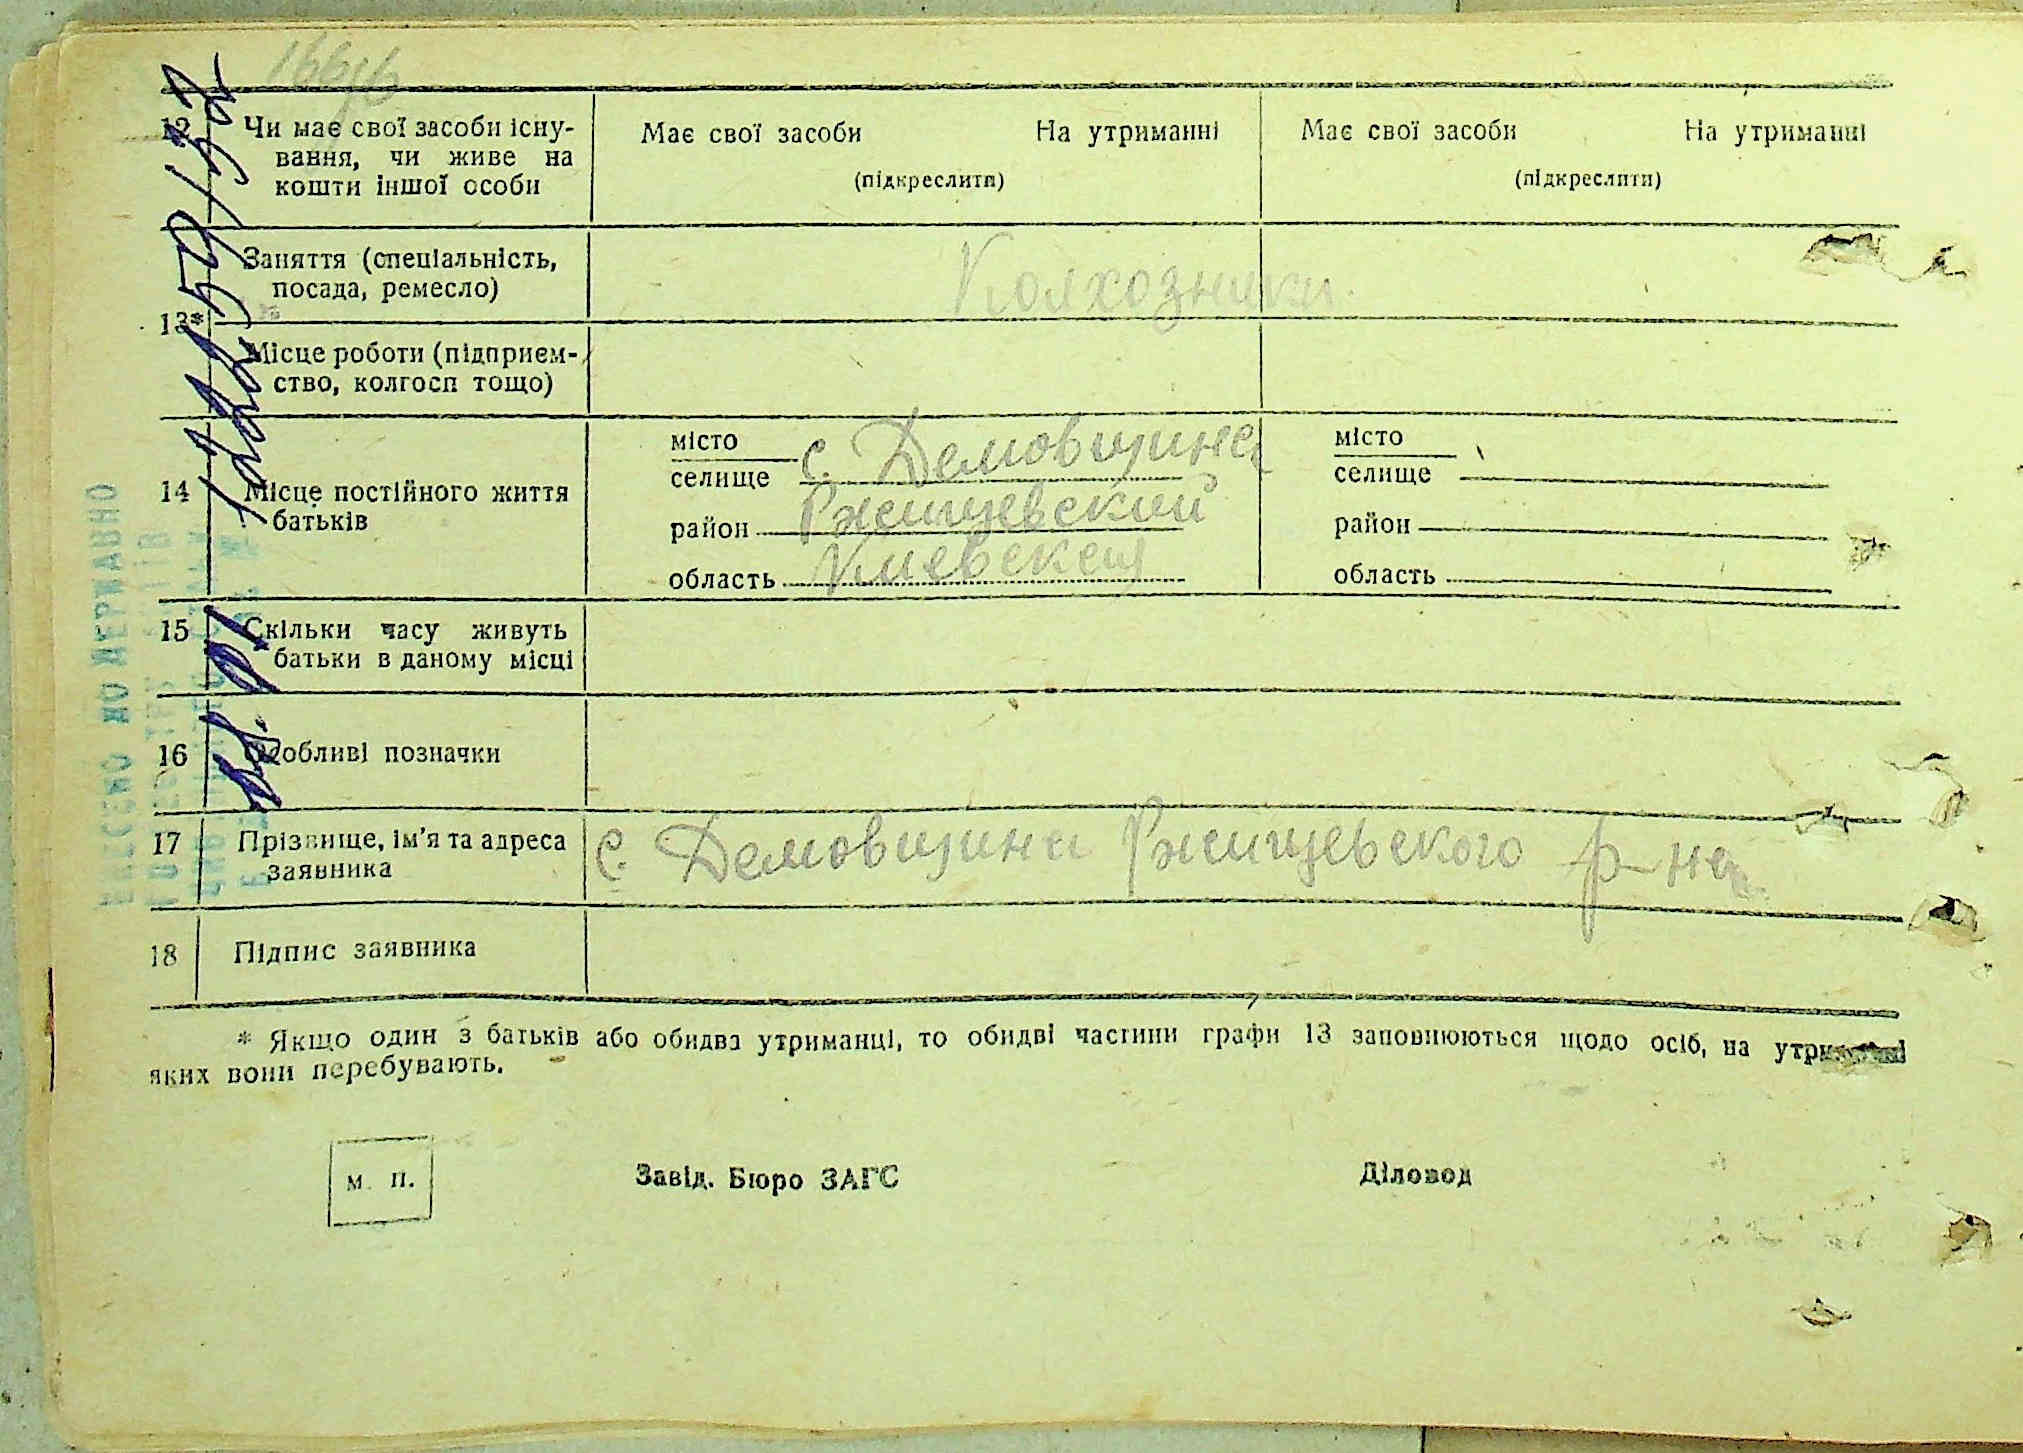 12 Чи має свої засоби існу-
вання, чи живе на
кошти іншої особи
Має свої засоби На утриманні
(підкреслити)
Має свої засоби На утриманні
(підкреслити)
13*
Заняття (спеціальність,
посада, ремесло)
Колхозники.
Місце роботи (підприєм-
ство, колгосп тощо)
14 Місце постійного життя
батьків
місто
селище с. Демовщина
район Ржищевский
область Киевская
місто
селище
район
область
15 Скільки часу живуть
батьки в даному місці
16 Особливі позначки
17 Прізвище, ім'я та адреса
заявника
с. Демовщина Ржищевского р-на
18 Підпис заявника
* Якщо один з батьків або обидва утриманці, то обидві частини графи 13 заповнюються щодо осіб, на утриманні
яких вони перебувають.
М. П.
Завід. Бюро ЗАГС
Діловод